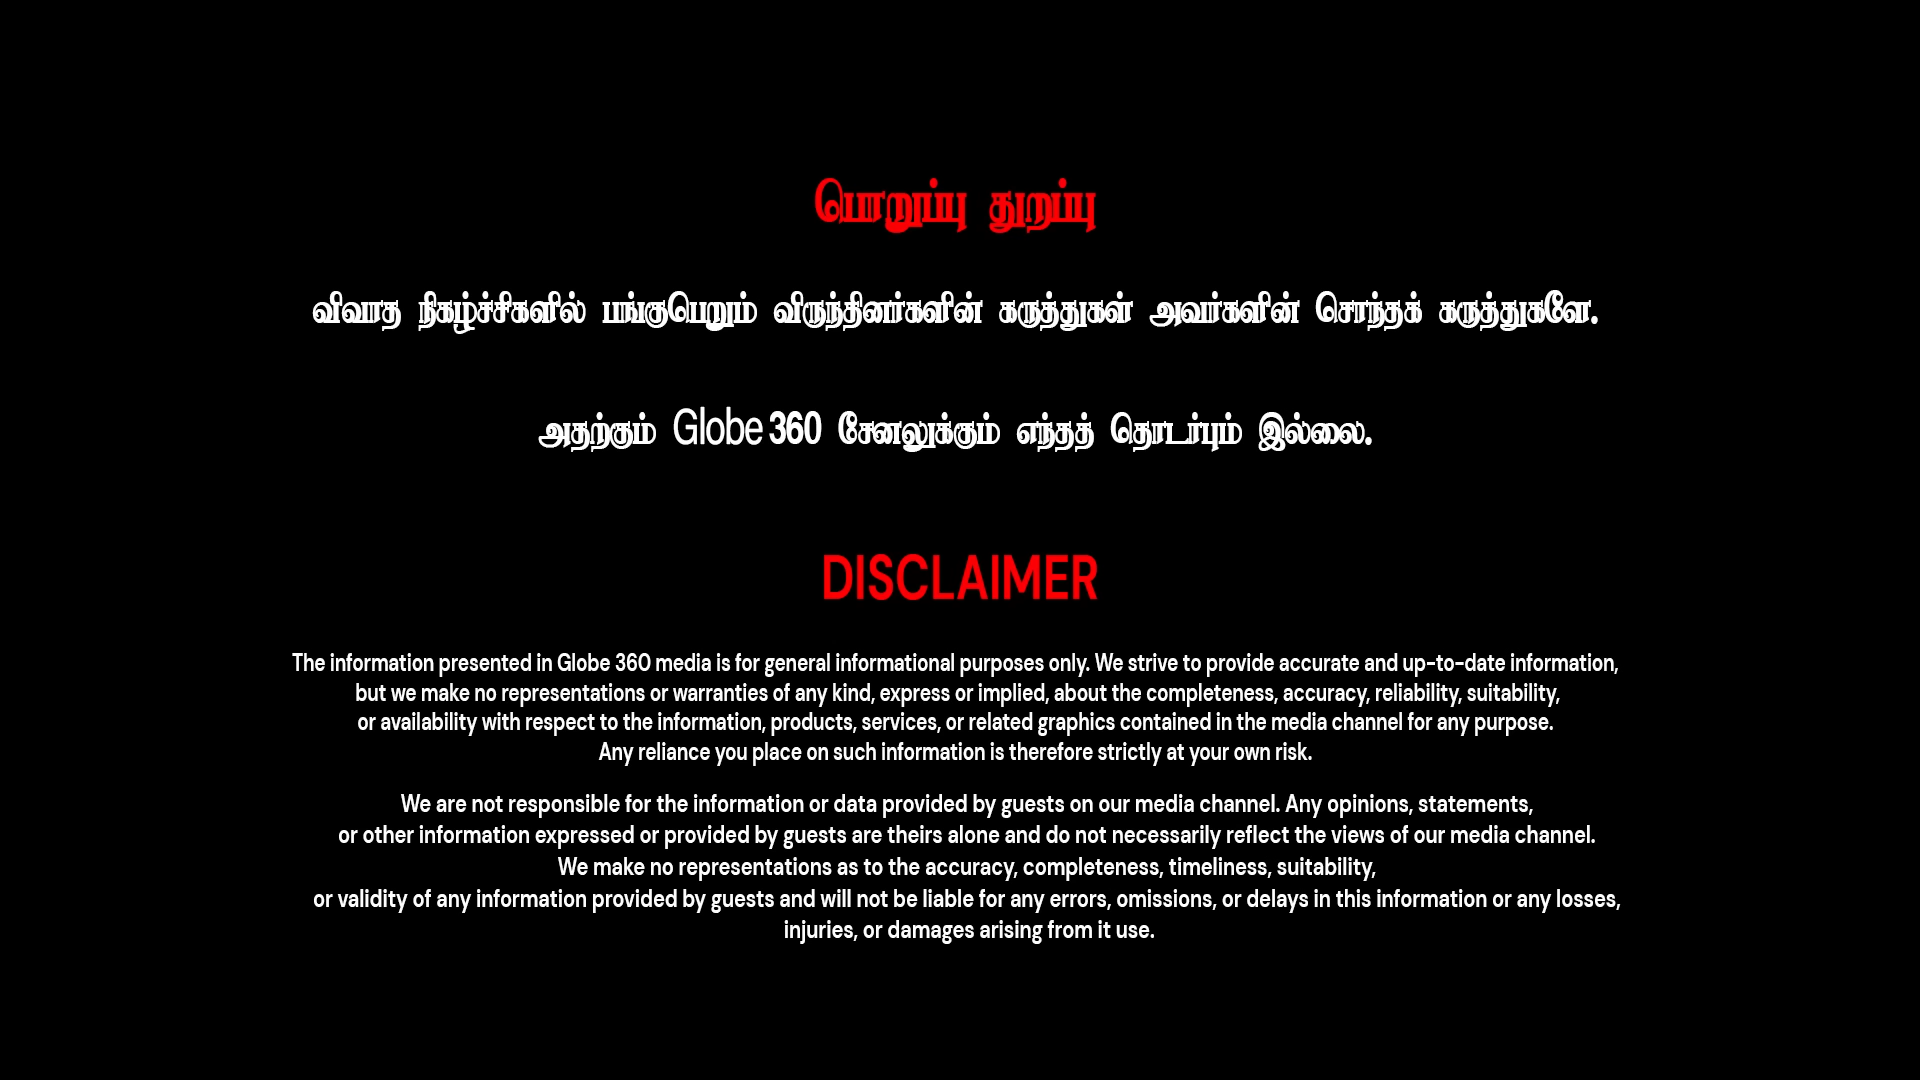 பொறுப்பு துறப்பு
விவாத நிகழ்ச்சிகளில் பங்குபெறும் விருந்தினர்களின் கருத்துகள் அவர்களின் சொந்தக் கருத்துகளே.
அதற்கும் Globe 360 சேனலுக்கும் எந்தத் தொடர்பும் இல்லை.
DISCLAIMER
The information presented in Globe 360 media is for general informational purposes only. We strive to provide accurate and up-to-date information,
but we make no representations or warranties of any kind, express or implied, about the completeness, accuracy, reliability, suitability,
or availability with respect to the information, products, services, or related graphics contained in the media channel for any purpose.
Any reliance you place on such information is therefore strictly at your own risk.
We are not responsible for the information or data provided by guests on our media channel. Any opinions, statements,
or other information expressed or provided by guests are theirs alone and do not necessarily reflect the views of our media channel.
We make no representations as to the accuracy, completeness, timeliness, suitability,
or validity of any information provided by guests and will not be liable for any errors, omissions, or delays in this information or any losses,
injuries, or damages arising from it use.